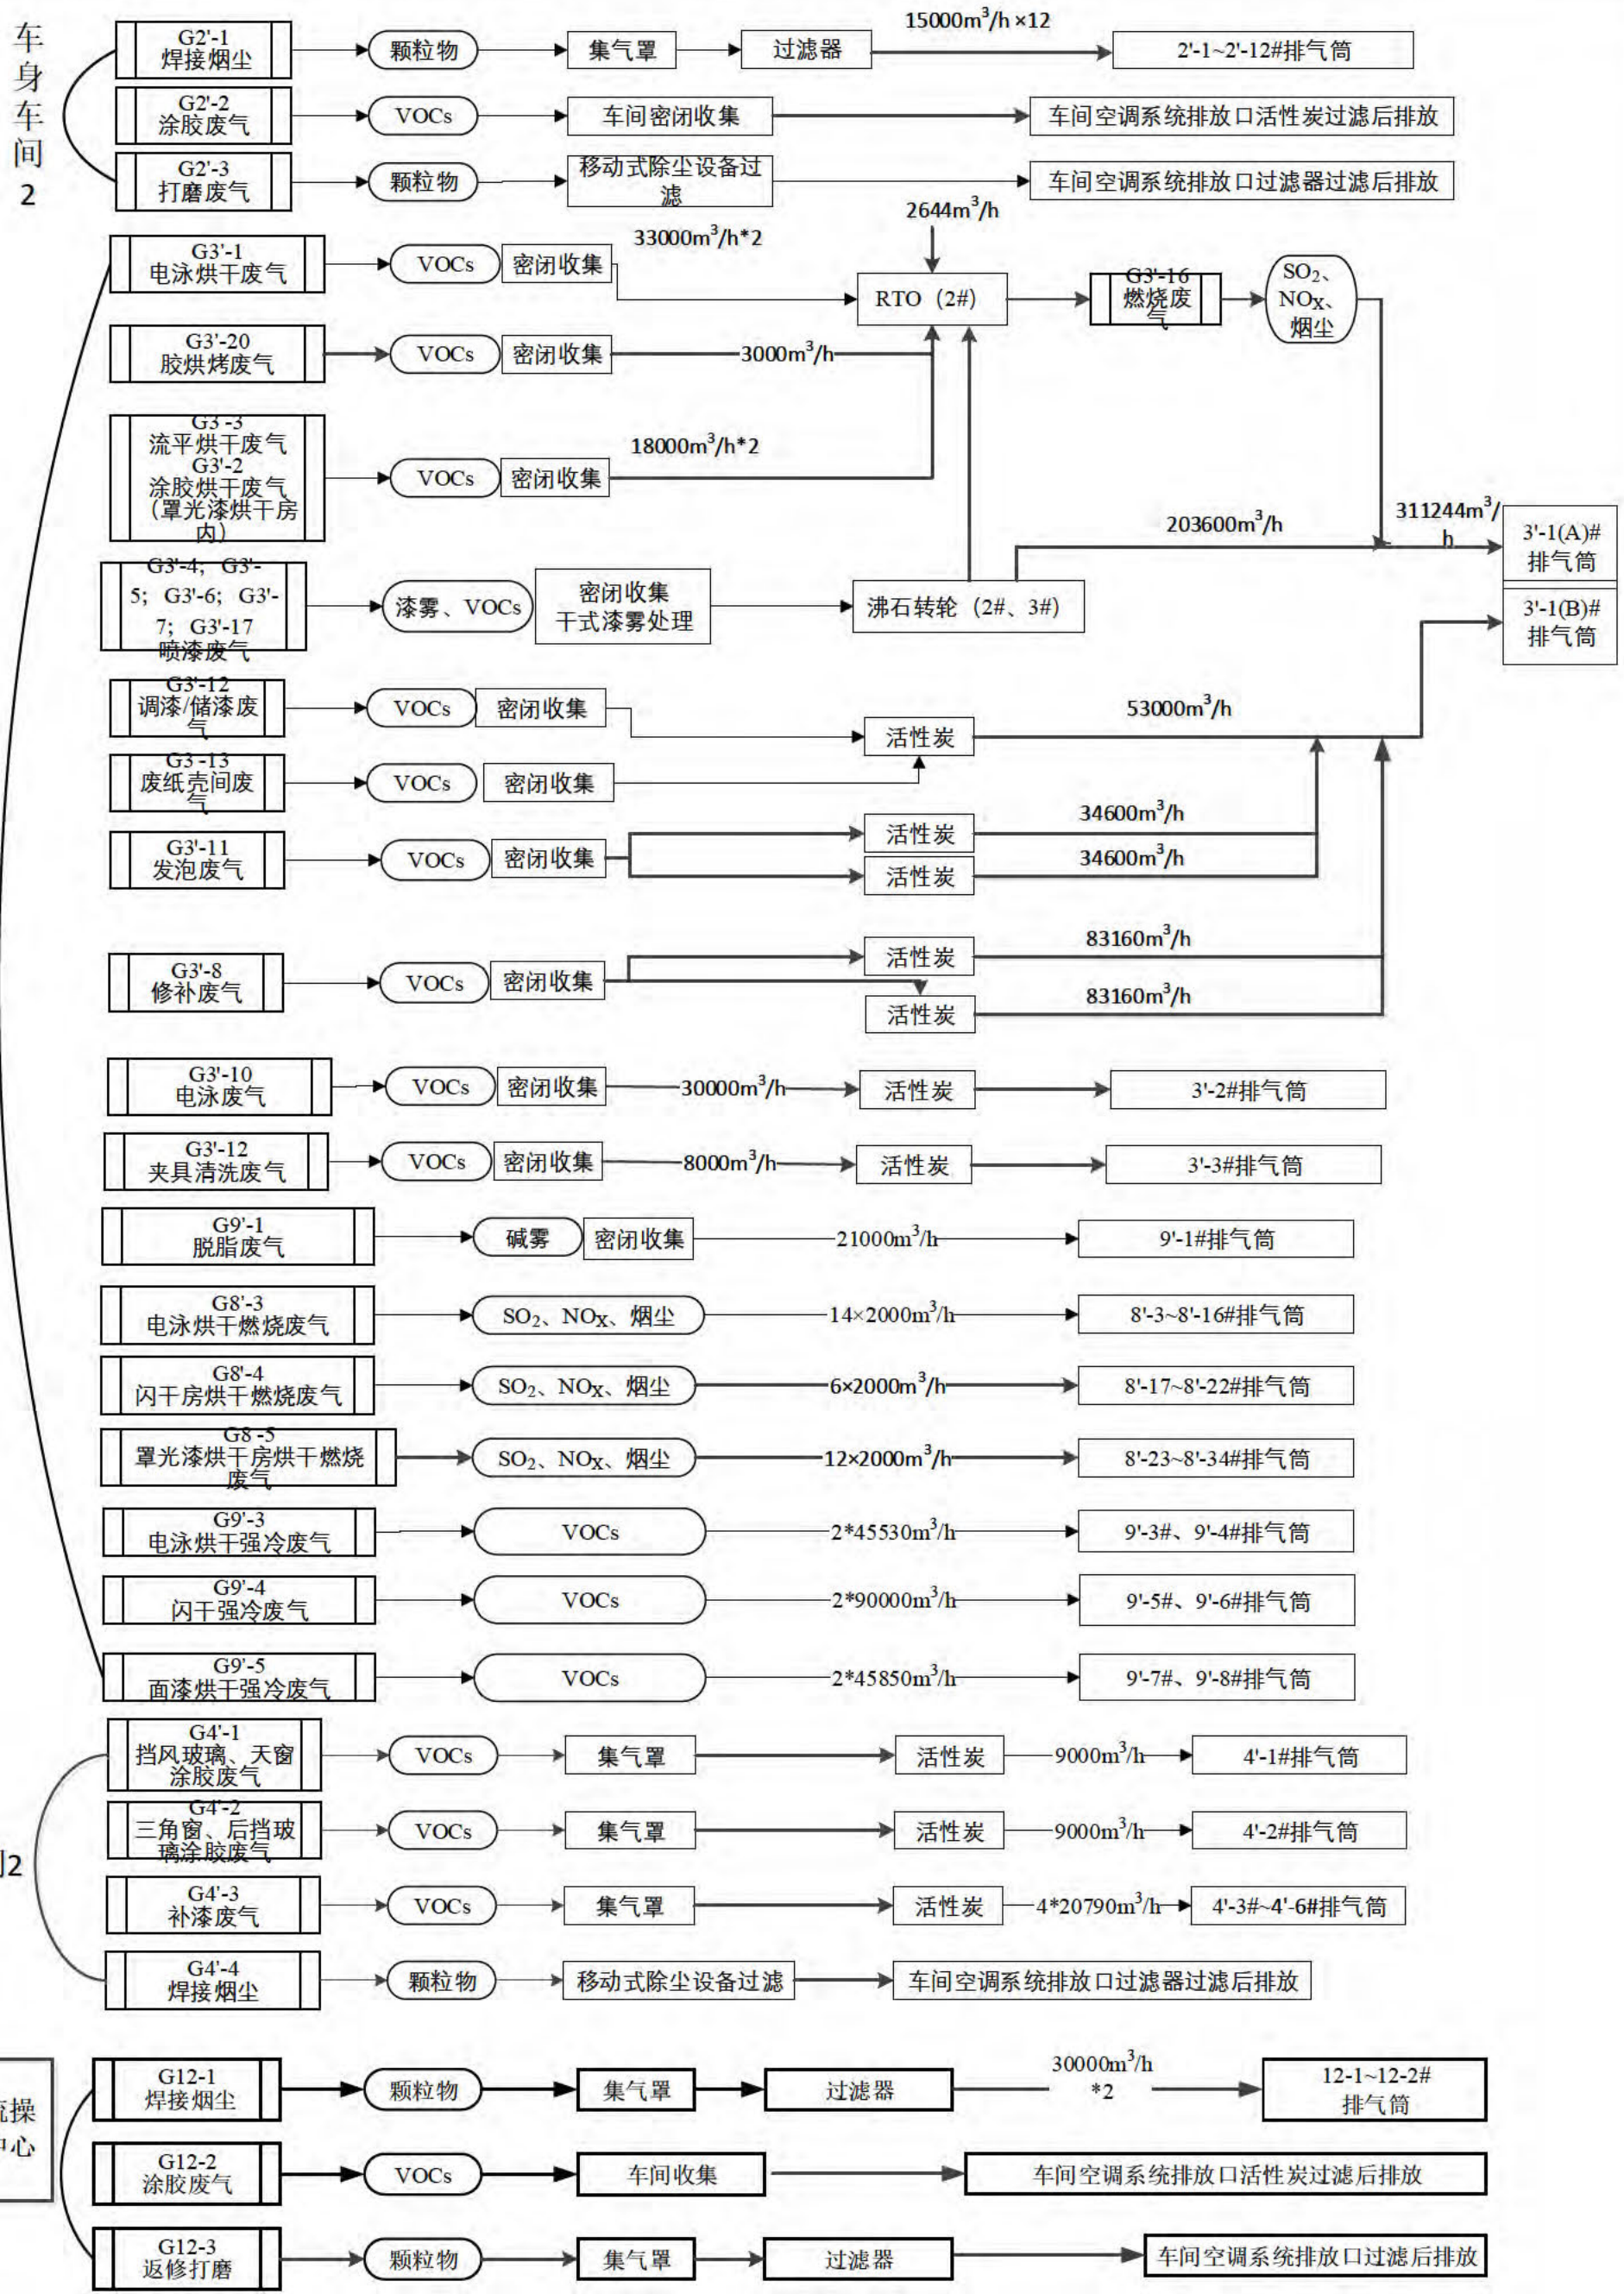 车
身
车
间
2
G2'-1
焊接烟尘
颗粒物
集气罩
过滤器
15000m³/h ×12
2'-1~2'-12#排气筒
G2'-2
涂胶废气
VOCs
车间密闭收集
车间空调系统排放口活性炭过滤后排放
G2'-3
打磨废气
颗粒物
移动式除尘设备过
滤
车间空调系统排放口过滤器过滤后排放
G3'-1
电泳烘干废气
VOCs
密闭收集
33000m³/h*2
2644m³/h
RTO（2#）
G3'-16
燃烧废
气
SO₂、
NOX、
烟尘
G3'-20
胶烘烤废气
VOCs
密闭收集
3000m³/h
G3'-3
流平烘干废气
G3'-2
涂胶烘干废气
（罩光漆烘干房
内）
VOCs
密闭收集
18000m³/h*2
203600m³/h
311244m³/
h
3'-1(A)#
排气筒
G3'-4；G3'-
5；G3'-6；G3'-
7；G3'-17
喷漆废气
漆雾、VOCs
密闭收集
干式漆雾处理
沸石转轮（2#、3#）
3'-1(B)#
排气筒
G3'-12
调漆/储漆废
气
VOCs
密闭收集
活性炭
53000m³/h
G3'-13
废纸壳间废
气
VOCs
密闭收集
G3'-11
发泡废气
VOCs
密闭收集
活性炭
34600m³/h
活性炭
34600m³/h
G3'-8
修补废气
VOCs
密闭收集
活性炭
83160m³/h
活性炭
83160m³/h
G3'-10
电泳废气
VOCs
密闭收集
30000m³/h
活性炭
3'-2#排气筒
G3'-12
夹具清洗废气
VOCs
密闭收集
8000m³/h
活性炭
3'-3#排气筒
G9'-1
脱脂废气
碱雾
密闭收集
21000m³/h
9'-1#排气筒
G8'-3
电泳烘干燃烧废气
SO₂、NOX、烟尘
14×2000m³/h
8'-3~8'-16#排气筒
G8'-4
闪干房烘干燃烧废气
SO₂、NOX、烟尘
6×2000m³/h
8'-17~8'-22#排气筒
G8'-5
罩光漆烘干房烘干燃烧
废气
SO₂、NOX、烟尘
12×2000m³/h
8'-23~8'-34#排气筒
G9'-3
电泳烘干强冷废气
VOCs
2*45530m³/h
9'-3#、9'-4#排气筒
G9'-4
闪干强冷废气
VOCs
2*90000m³/h
9'-5#、9'-6#排气筒
G9'-5
面漆烘干强冷废气
VOCs
2*45850m³/h
9'-7#、9'-8#排气筒
G4'-1
挡风玻璃、天窗
涂胶废气
VOCs
集气罩
活性炭
9000m³/h
4'-1#排气筒
G4'-2
三角窗、后挡玻
璃涂胶废气
VOCs
集气罩
活性炭
9000m³/h
4'-2#排气筒
2
G4'-3
补漆废气
VOCs
集气罩
活性炭
4*20790m³/h
4'-3#~4'-6#排气筒
G4'-4
焊接烟尘
颗粒物
移动式除尘设备过滤
车间空调系统排放口过滤器过滤后排放
操
心
G12-1
焊接烟尘
颗粒物
集气罩
过滤器
30000m³/h
*2
12-1~12-2#
排气筒
G12-2
涂胶废气
VOCs
车间收集
车间空调系统排放口活性炭过滤后排放
G12-3
返修打磨
颗粒物
集气罩
过滤器
车间空调系统排放口过滤后排放